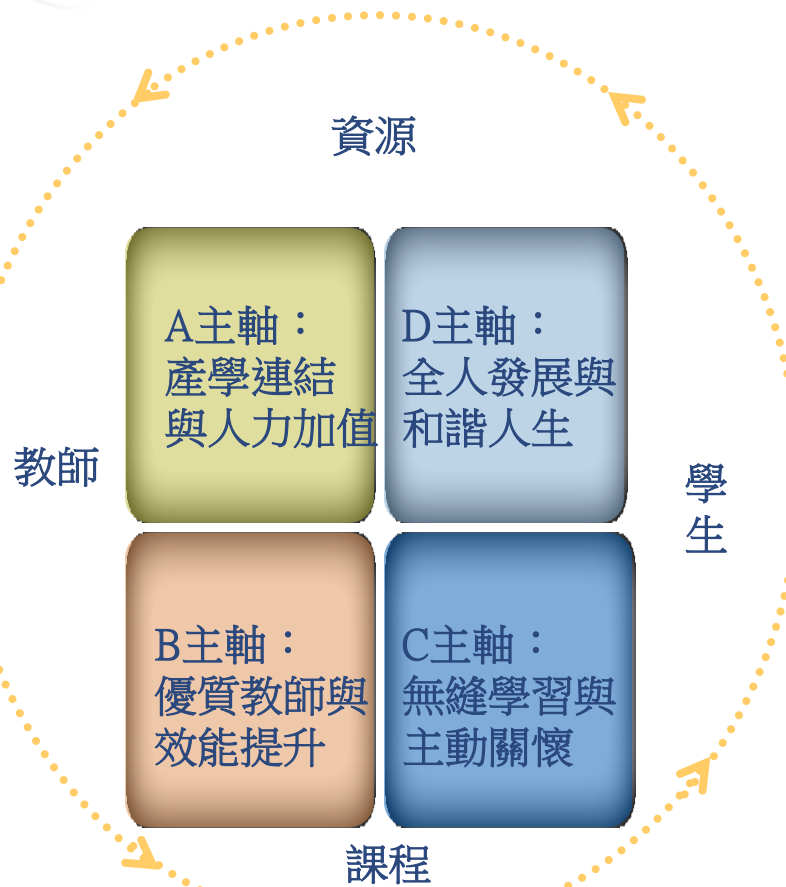 資源
A主軸：
產學連結
與人力加值
D主軸：
全人發展與
和諧人生
教師
學
生
B主軸：
優質教師與
效能提升
C主軸：
無縫學習與
主動關懷
課程